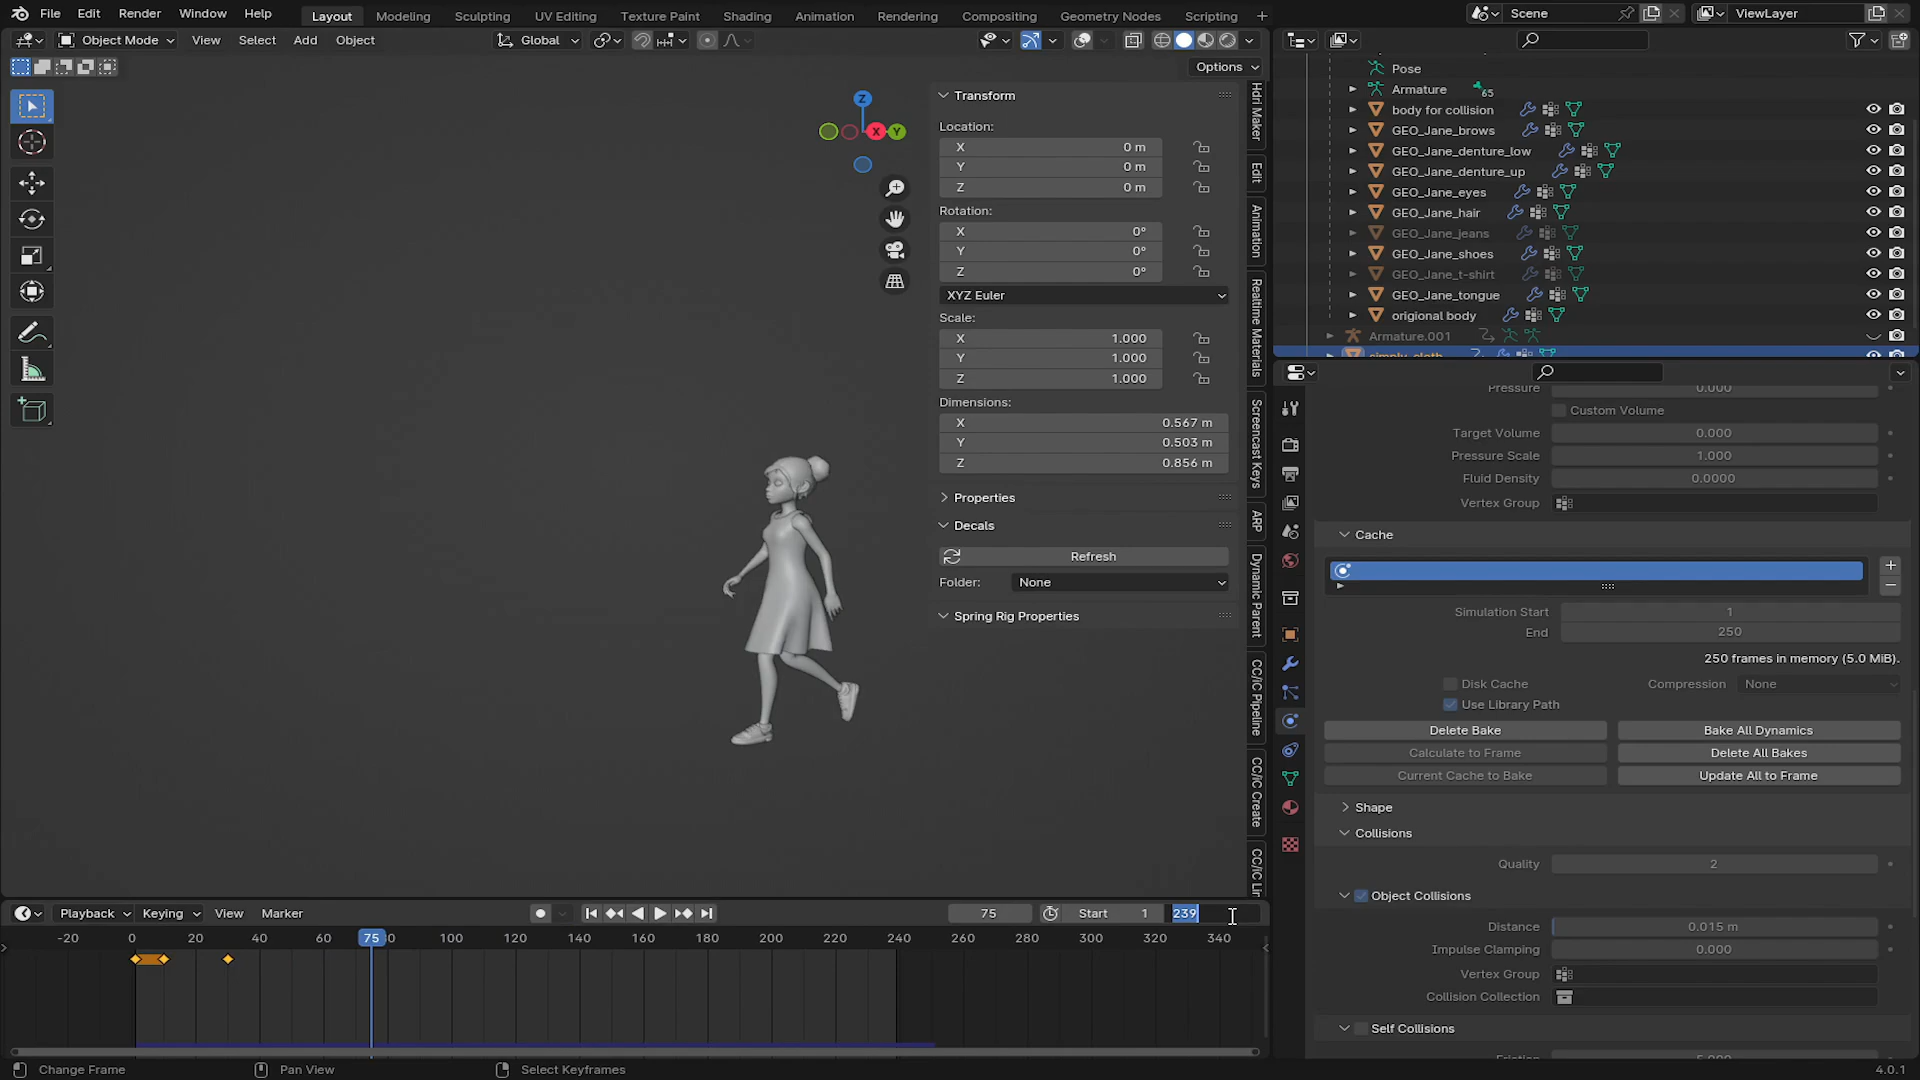 File Edit Render Window Help Layout Modeling Sculpting UV Editing Texture Paint Shading Animation Rendering Compositing Geometry Nodes Scripting + Scene ViewLayer
Object Mode View Select Add Object Global
Options
Z
X Y
Transform
Location:
X 0 m
Y 0 m
Z 0 m
Rotation:
X 0°
Y 0°
Z 0°
XYZ Euler
Scale:
X 1.000
Y 1.000
Z 1.000
Dimensions:
X 0.567 m
Y 0.503 m
Z 0.856 m
Properties
Decals
Refresh
Folder: None
Spring Rig Properties
Hdri Maker
Edit
Animation
Realtime Materials
Screencast Keys
ARP
Dynamic Parent
CC/iC Pipeline
CC/iC Create
CC/iC Lin
Pose
Armature 65
body for collision
GEO_Jane_brows
GEO_Jane_denture_low
GEO_Jane_denture_up
GEO_Jane_eyes
GEO_Jane_hair
GEO_Jane_jeans
GEO_Jane_shoes
GEO_Jane_t-shirt
GEO_Jane_tongue
origional body
Armature.001
simply_cloth
Pressure 0.000
Custom Volume
Target Volume 0.000
Pressure Scale 1.000
Fluid Density 0.0000
Vertex Group
Cache
Simulation Start 1
End 250
250 frames in memory (5.0 MiB).
Disk Cache Compression None
Use Library Path
Delete Bake Bake All Dynamics
Calculate to Frame Delete All Bakes
Current Cache to Bake Update All to Frame
Shape
Collisions
Quality 2
Object Collisions
Distance 0.015 m
Impulse Clamping 0.000
Vertex Group
Collision Collection
Self Collisions
Friction 5.000
Playback Keying View Marker 75 Start 1 239
-20 0 20 40 60 75 100 120 140 160 180 200 220 240 260 280 300 320 340
Change Frame Pan View Select Keyframes 4.0.1